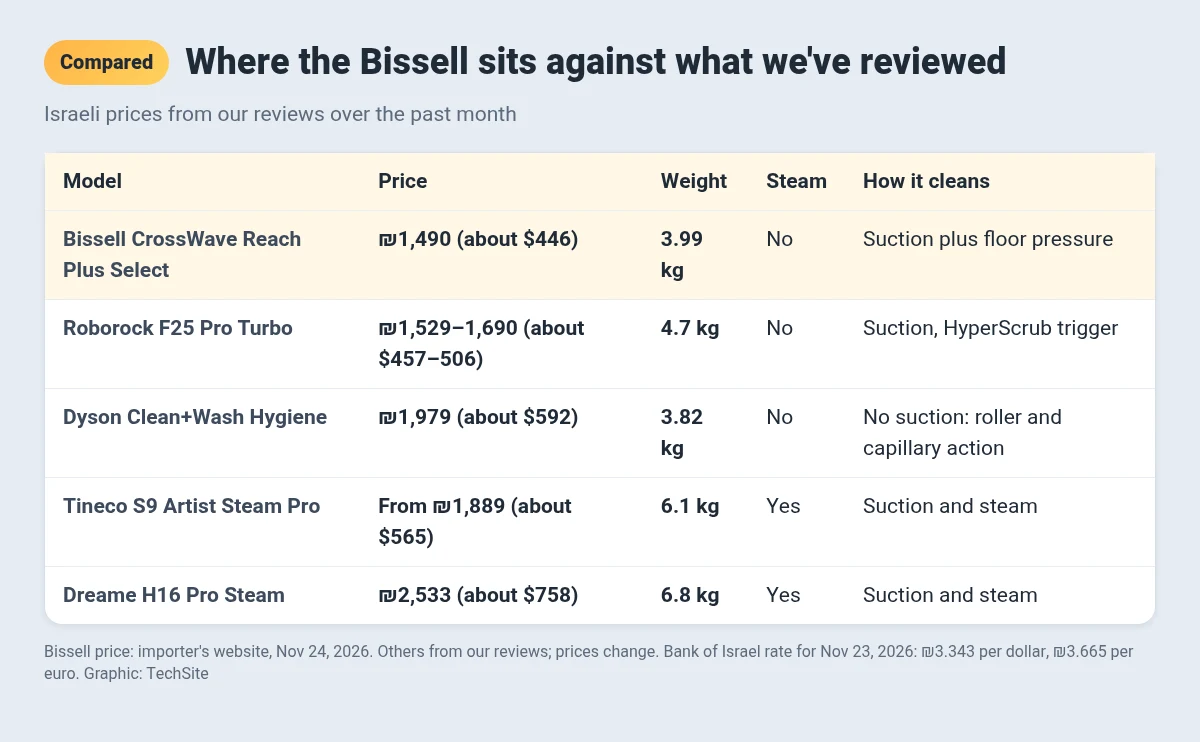 Compared
Where the Bissell sits against what we've reviewed
Israeli prices from our reviews over the past month
Model Price Weight Steam How it cleans
Bissell CrossWave Reach Plus Select ₪1,490 (about $446) 3.99 kg No Suction plus floor pressure
Roborock F25 Pro Turbo ₪1,529–1,690 (about $457–506) 4.7 kg No Suction, HyperScrub trigger
Dyson Clean+Wash Hygiene ₪1,979 (about $592) 3.82 kg No No suction: roller and capillary action
Tineco S9 Artist Steam Pro From ₪1,889 (about $565) 6.1 kg Yes Suction and steam
Dreame H16 Pro Steam ₪2,533 (about $758) 6.8 kg Yes Suction and steam
Bissell price: importer's website, Nov 24, 2026. Others from our reviews; prices change. Bank of Israel rate for Nov 23, 2026: ₪3.343 per dollar, ₪3.665 per
euro. Graphic: TechSite